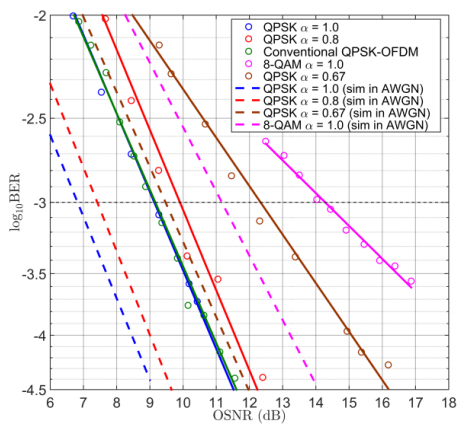 -2
-2.5
-3
-3.5
-4
-4.5
log10BER
QPSK α = 1.0
QPSK α = 0.8
Conventional QPSK-OFDM
8-QAM α = 1.0
QPSK α = 0.67
QPSK α = 1.0 (sim in AWGN)
QPSK α = 0.8 (sim in AWGN)
QPSK α = 0.67 (sim in AWGN)
8-QAM α = 1.0 (sim in AWGN)
6 7 8 9 10 11 12 13 14 15 16 17 18
OSNR (dB)